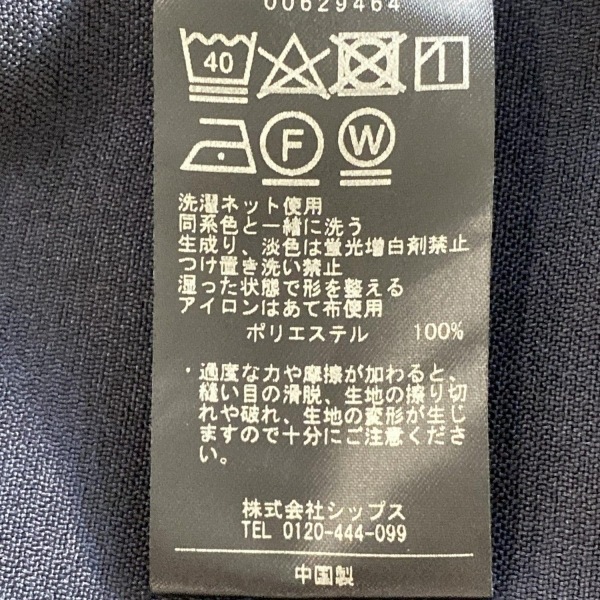 00629464
40
F W
洗濯ネット使用
同系色と一緒に洗う
生成り、淡色は蛍光増白剤禁止
つけ置き洗い禁止
湿った状態で形を整える
アイロンはあて布使用
ポリエステル 100%
・過度な力や摩擦が加わると、
縫い目の滑脱、生地の擦り切
れや破れ、生地の変形が生じ
ますので十分にご注意くださ
い。
株式会社シップス
TEL 0120-444-099
中国製